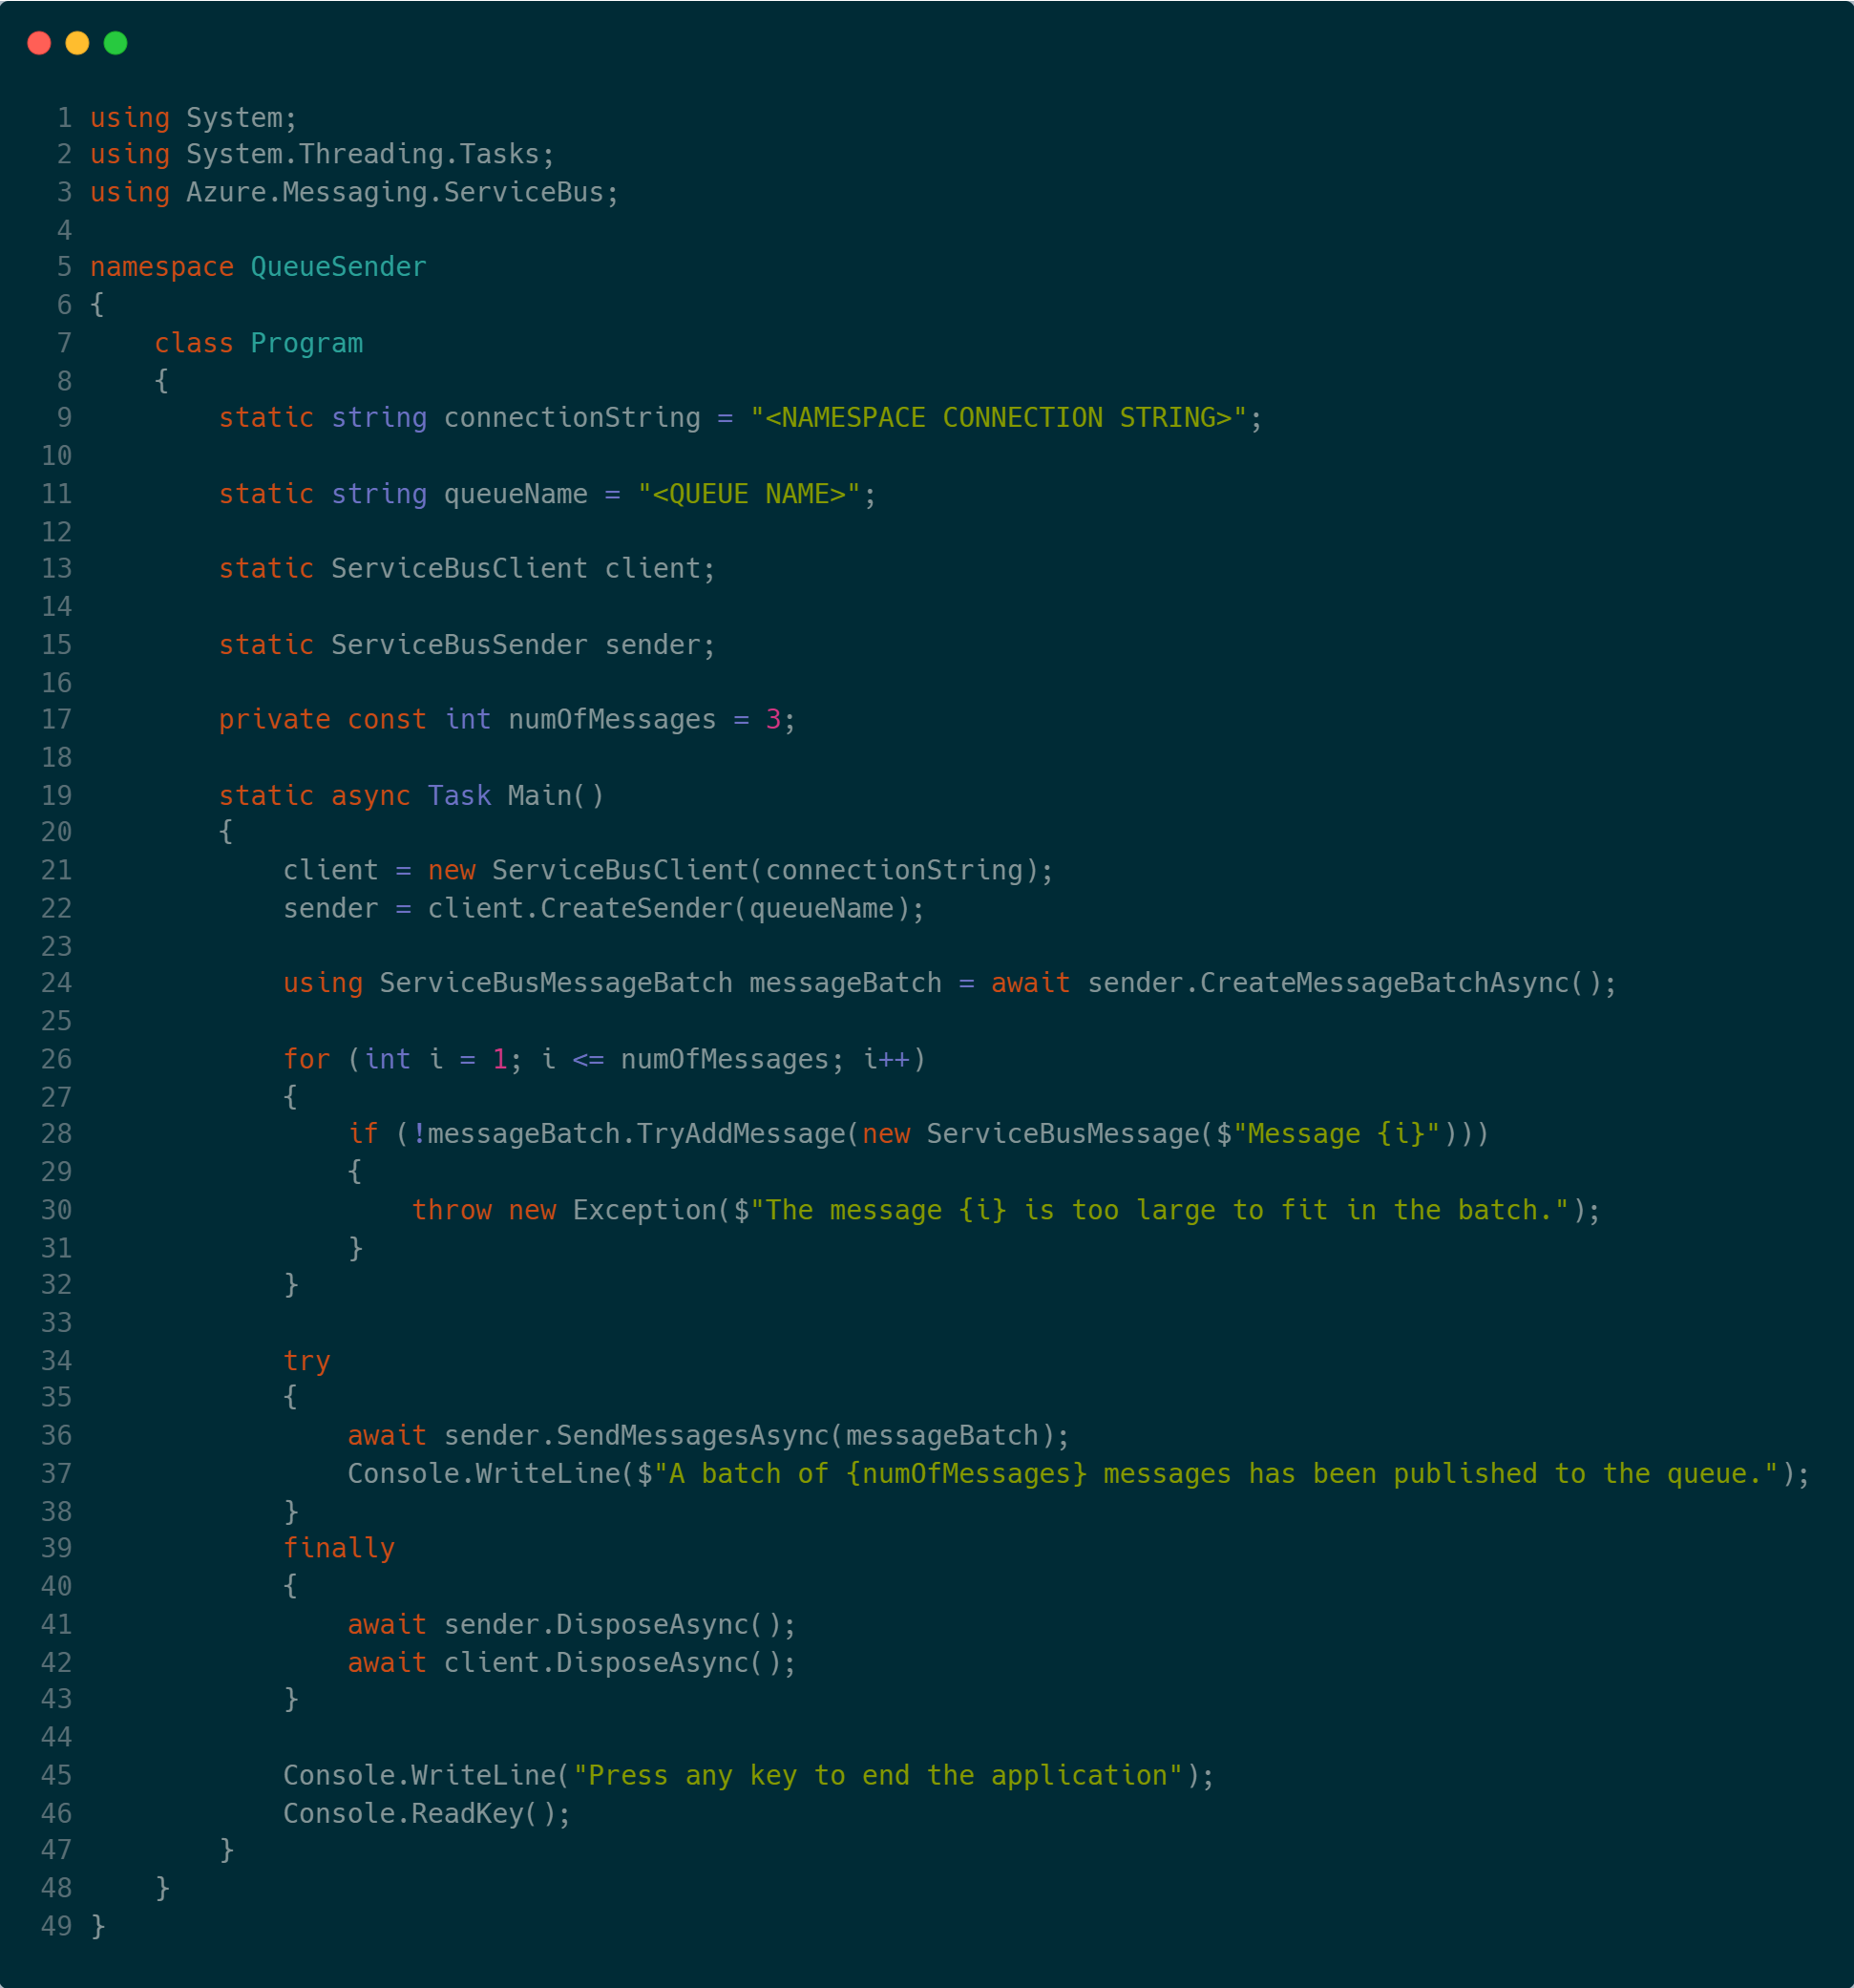 1 using System;
2 using System.Threading.Tasks;
3 using Azure.Messaging.ServiceBus;
4
5 namespace QueueSender
6 {
7     class Program
8     {
9         static string connectionString = "<NAMESPACE CONNECTION STRING>";
10
11         static string queueName = "<QUEUE NAME>";
12
13         static ServiceBusClient client;
14
15         static ServiceBusSender sender;
16
17         private const int numOfMessages = 3;
18
19         static async Task Main()
20         {
21             client = new ServiceBusClient(connectionString);
22             sender = client.CreateSender(queueName);
23
24             using ServiceBusMessageBatch messageBatch = await sender.CreateMessageBatchAsync();
25
26             for (int i = 1; i <= numOfMessages; i++)
27             {
28                 if (!messageBatch.TryAddMessage(new ServiceBusMessage($"Message {i}")))
29                 {
30                     throw new Exception($"The message {i} is too large to fit in the batch.");
31                 }
32             }
33
34             try
35             {
36                 await sender.SendMessagesAsync(messageBatch);
37                 Console.WriteLine($"A batch of {numOfMessages} messages has been published to the queue.");
38             }
39             finally
40             {
41                 await sender.DisposeAsync();
42                 await client.DisposeAsync();
43             }
44
45             Console.WriteLine("Press any key to end the application");
46             Console.ReadKey();
47         }
48     }
49 }